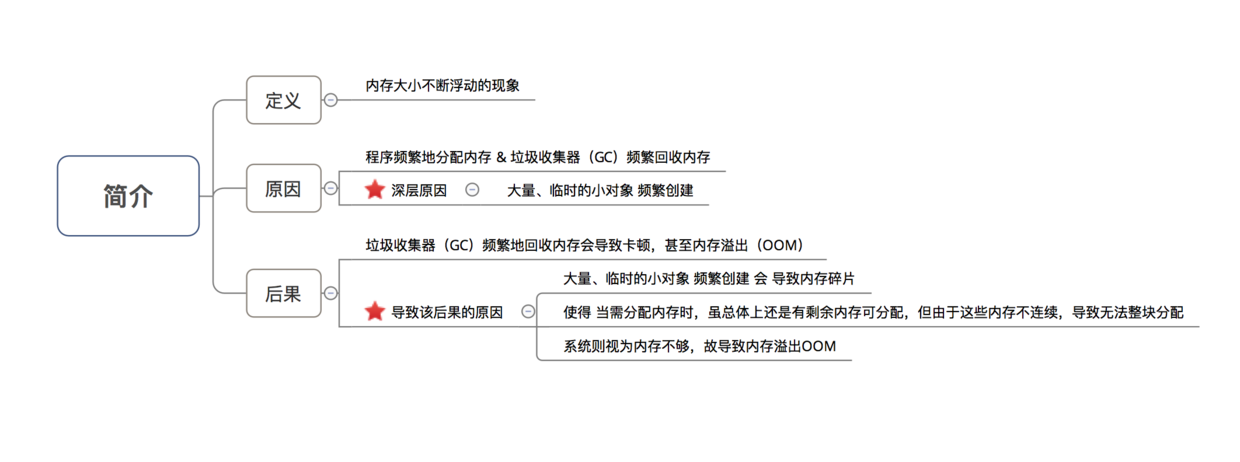 简介
定义
内存大小不断浮动的现象
原因
程序频繁地分配内存 & 垃圾收集器（GC）频繁回收内存
深层原因 大量、临时的小对象 频繁创建
后果
垃圾收集器（GC）频繁地回收内存会导致卡顿，甚至内存溢出（OOM）
导致该后果的原因
大量、临时的小对象 频繁创建 会 导致内存碎片
使得 当需分配内存时，虽总体上还是有剩余内存可分配，但由于这些内存不连续，导致无法整块分配
系统则视为内存不够，故导致内存溢出OOM